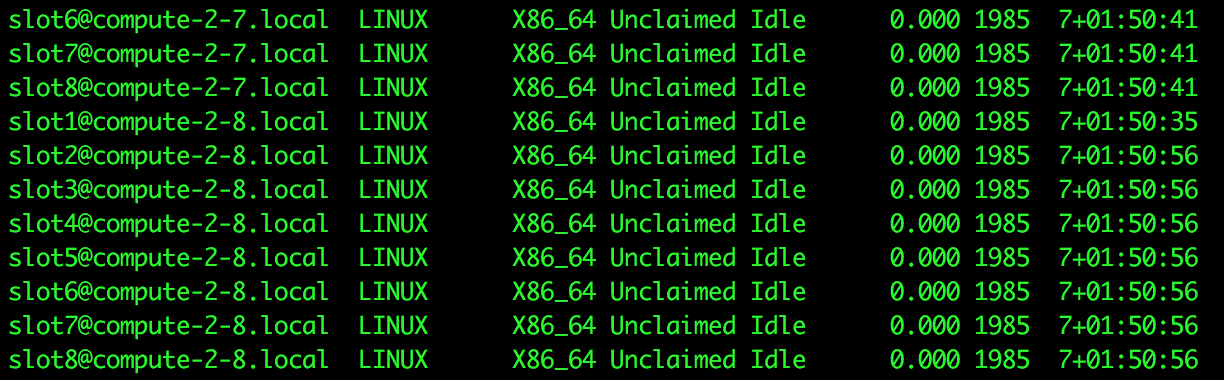 slot6@compute-2-7.local  LINUX      X86_64 Unclaimed Idle      0.000 1985  7+01:50:41
slot7@compute-2-7.local  LINUX      X86_64 Unclaimed Idle      0.000 1985  7+01:50:41
slot8@compute-2-7.local  LINUX      X86_64 Unclaimed Idle      0.000 1985  7+01:50:41
slot1@compute-2-8.local  LINUX      X86_64 Unclaimed Idle      0.000 1985  7+01:50:35
slot2@compute-2-8.local  LINUX      X86_64 Unclaimed Idle      0.000 1985  7+01:50:56
slot3@compute-2-8.local  LINUX      X86_64 Unclaimed Idle      0.000 1985  7+01:50:56
slot4@compute-2-8.local  LINUX      X86_64 Unclaimed Idle      0.000 1985  7+01:50:56
slot5@compute-2-8.local  LINUX      X86_64 Unclaimed Idle      0.000 1985  7+01:50:56
slot6@compute-2-8.local  LINUX      X86_64 Unclaimed Idle      0.000 1985  7+01:50:56
slot7@compute-2-8.local  LINUX      X86_64 Unclaimed Idle      0.000 1985  7+01:50:56
slot8@compute-2-8.local  LINUX      X86_64 Unclaimed Idle      0.000 1985  7+01:50:56